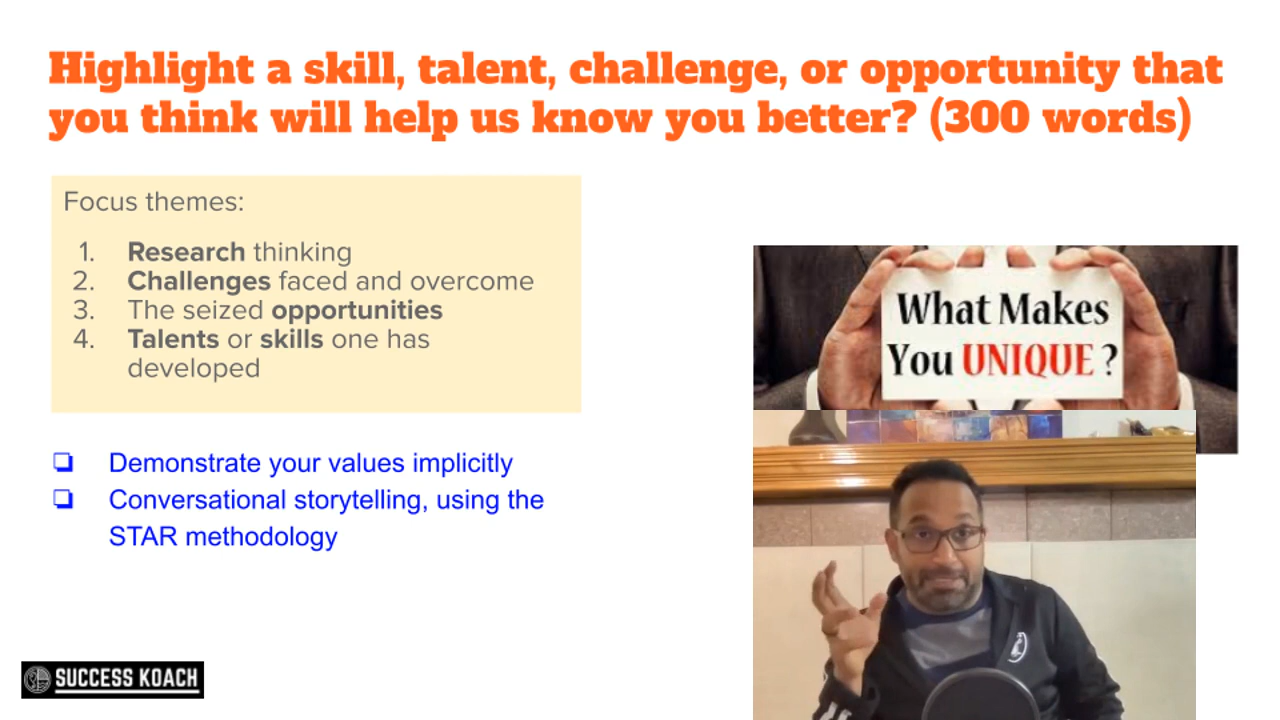 Highlight a skill, talent, challenge, or opportunity that
you think will help us know you better? (300 words)
Focus themes:
1. Research thinking
2. Challenges faced and overcome
3. The seized opportunities
4. Talents or skills one has
developed
❏ Demonstrate your values implicitly
❏ Conversational storytelling, using the
STAR methodology
What Makes
You UNIQUE ?
SUCCESS KOACH